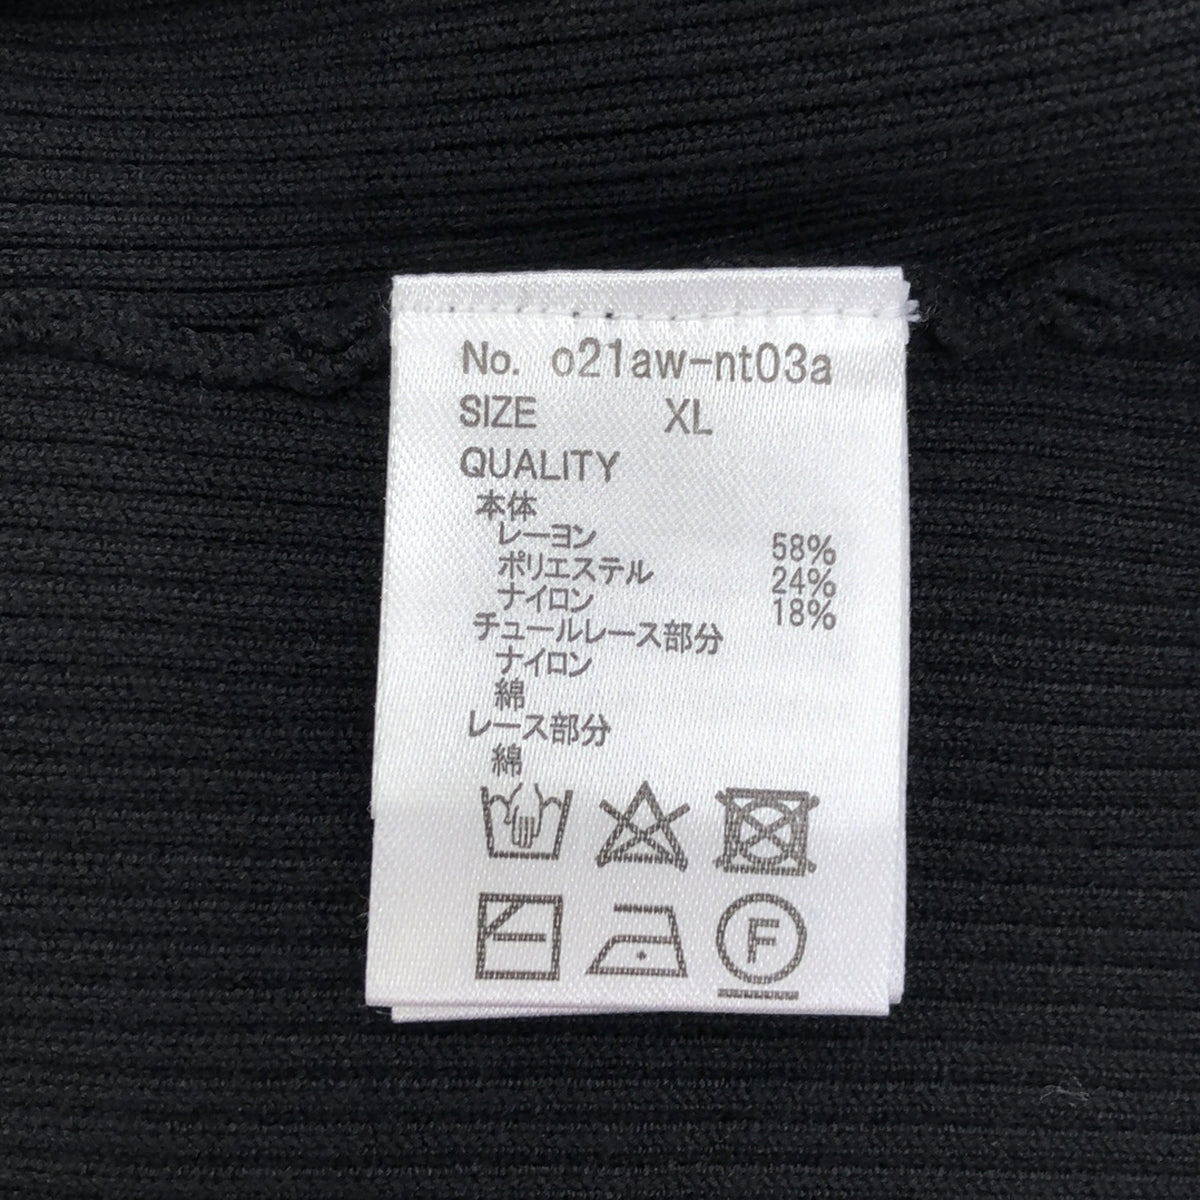 No. o21aw-nt03a
SIZE XL
QUALITY
本体
レーヨン 58%
ポリエステル 24%
ナイロン 18%
チュールレース部分
ナイロン
綿
レース部分
綿
F